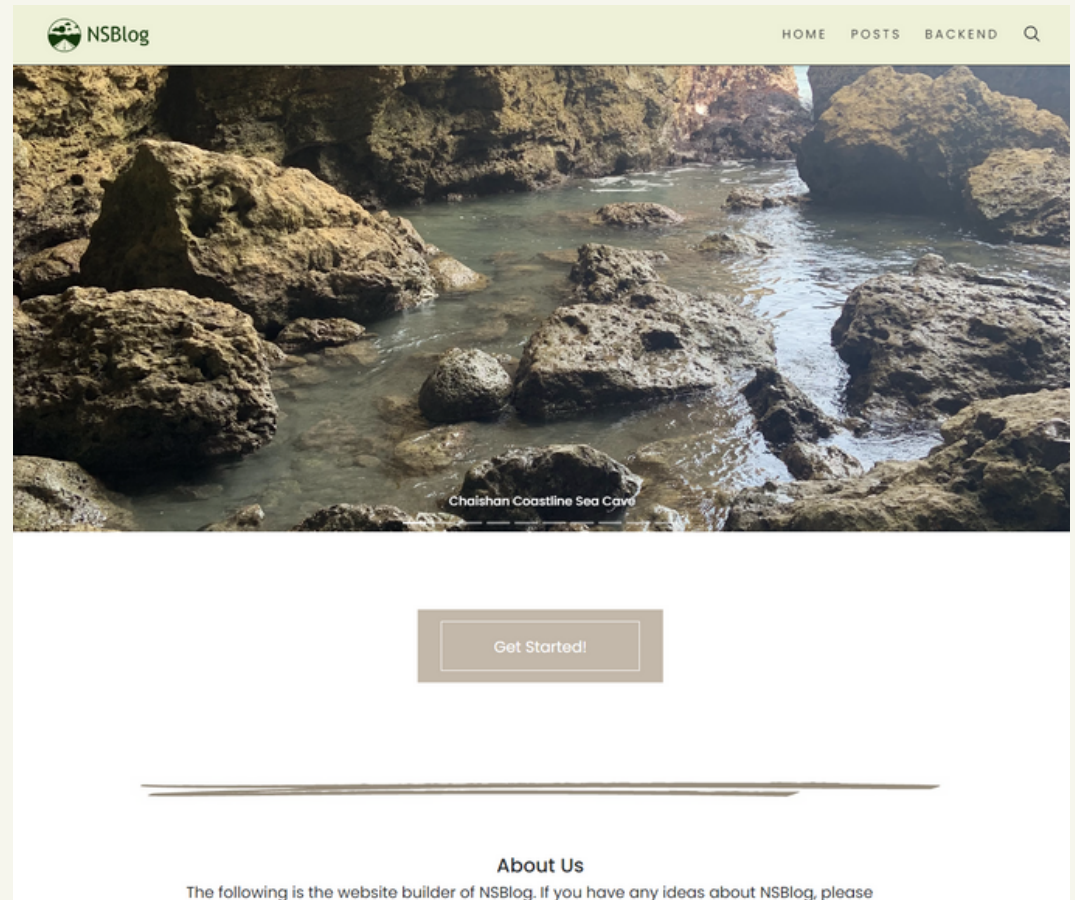 NSBlog
HOME POSTS BACKEND
Chaishan Coastline Sea Cave
Get Started!
About Us
The following is the website builder of NSBlog. If you have any ideas about NSBlog, please